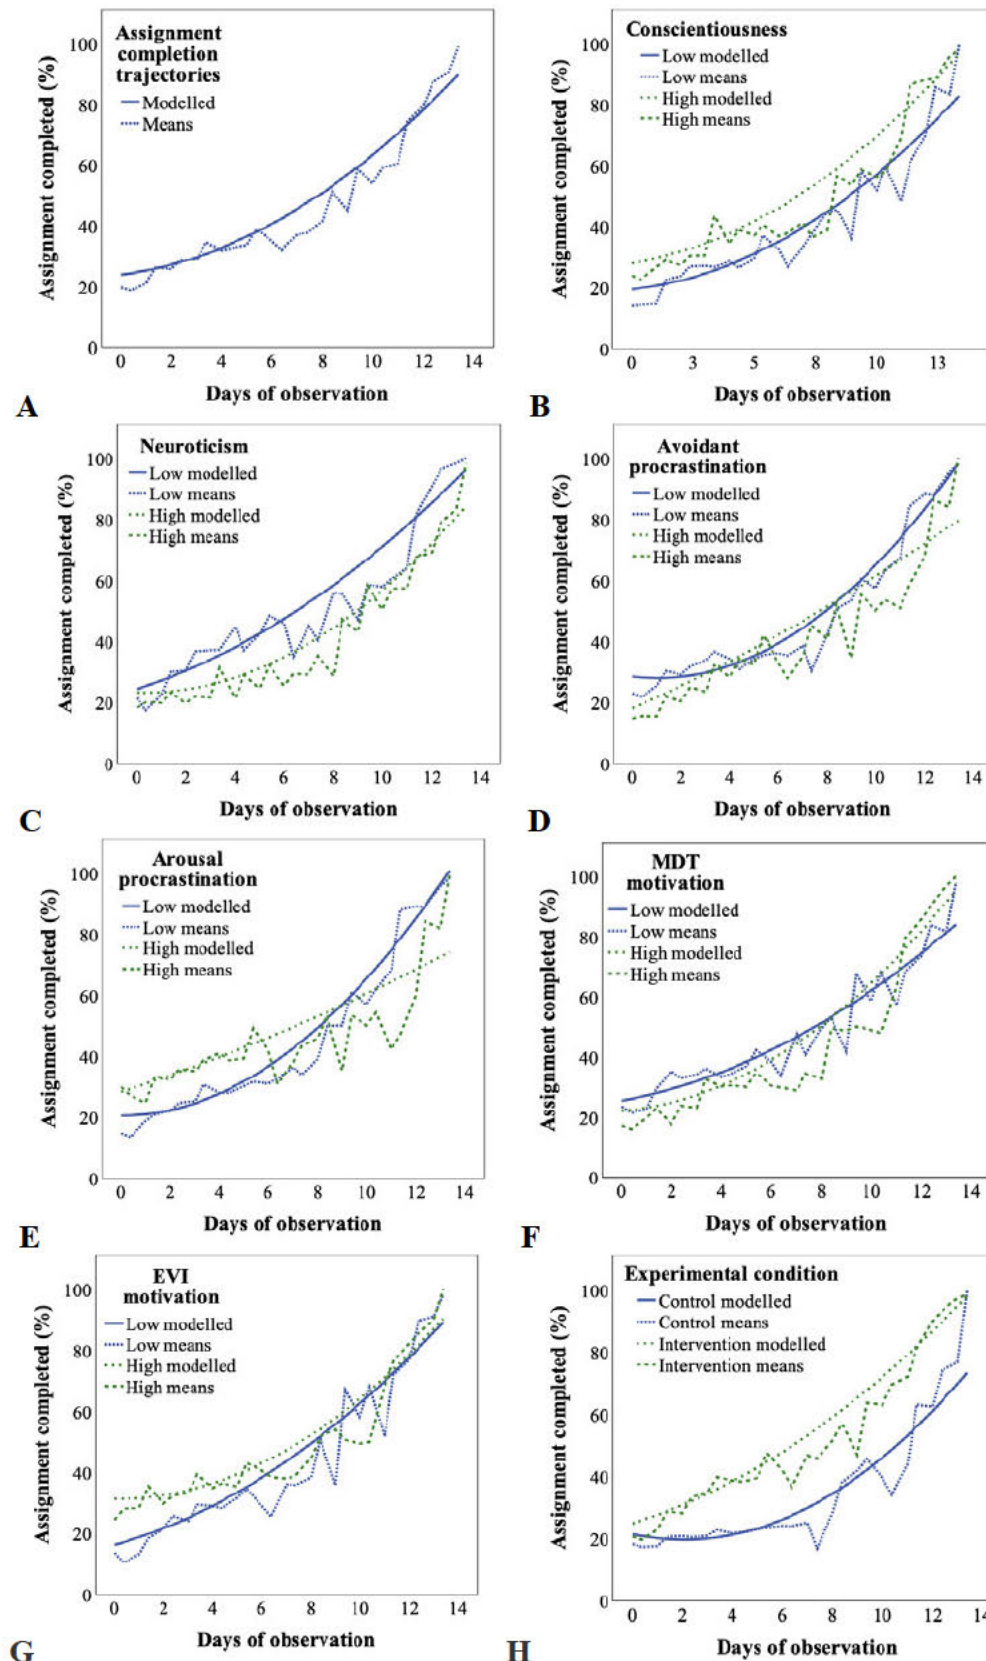 Assignment
completion
trajectories
Modelled
Means
Assignment completed (%)
100
80
60
40
20
0
0 2 4 6 8 10 12 14
Days of observation
A
Conscientiousness
Low modelled
Low means
High modelled
High means
Assignment completed (%)
100
80
60
40
20
0
0 3 5 8 10 13
Days of observation
B
Neuroticism
Low modelled
Low means
High modelled
High means
Assignment completed (%)
100
80
60
40
20
0
0 2 4 6 8 10 12 14
Days of observation
C
Avoidant
procrastination
Low modelled
Low means
High modelled
High means
Assignment completed (%)
100
80
60
40
20
0
0 2 4 6 8 10 12 14
Days of observation
D
Arousal
procrastination
Low modelled
Low means
High modelled
High means
Assignment completed (%)
100
80
60
40
20
0
0 2 4 6 8 10 12 14
Days of observation
E
MDT
motivation
Low modelled
Low means
High modelled
High means
Assignment completed (%)
100
80
60
40
20
0
0 2 4 6 8 10 12 14
Days of observation
F
EVI
motivation
Low modelled
Low means
High modelled
High means
Assignment completed (%)
100
80
60
40
20
0
0 2 4 6 8 10 12 14
Days of observation
G
Experimental condition
Control modelled
Control means
Intervention modelled
Intervention means
Assignment completed (%)
100
80
60
40
20
0
0 2 4 6 8 10 12 14
Days of observation
H